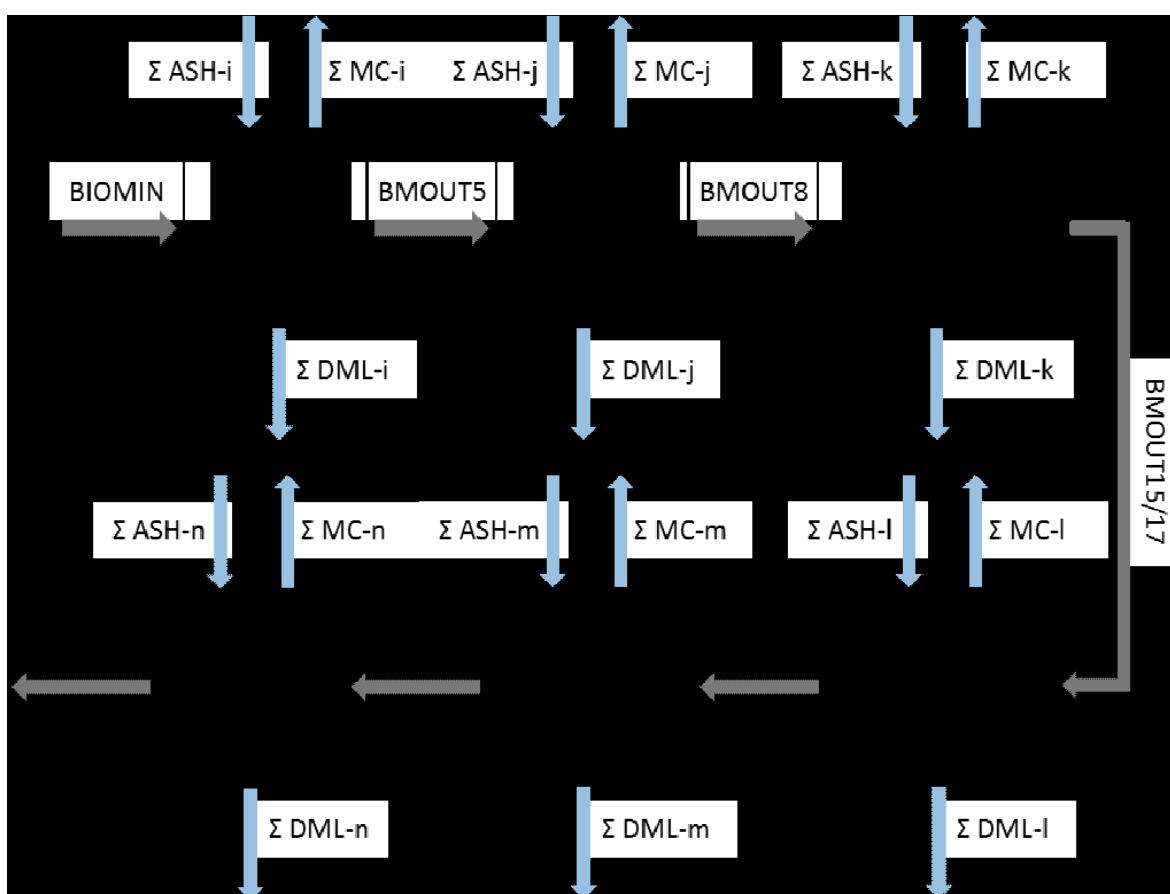 Σ ASH-i
Σ MC-i
Σ ASH-j
Σ MC-j
Σ ASH-k
Σ MC-k
BIOMIN
BMOUT5
BMOUT8
Σ DML-i
Σ DML-j
Σ DML-k
BMOUT15/17
Σ ASH-n
Σ MC-n
Σ ASH-m
Σ MC-m
Σ ASH-l
Σ MC-l
Σ DML-n
Σ DML-m
Σ DML-l